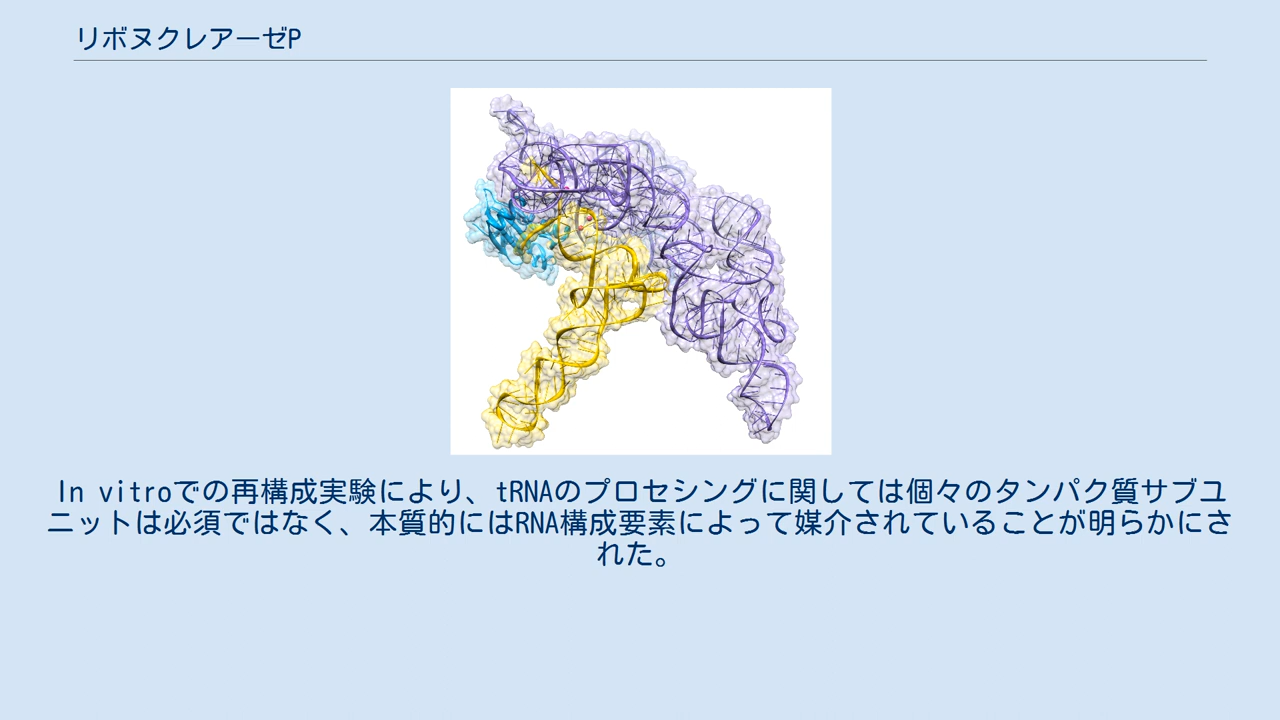 リボヌクレアーゼP
In vitroでの再構成実験により、tRNAのプロセシングに関しては個々のタンパク質サブユ
ニットは必須ではなく、本質的にはRNA構成要素によって媒介されていることが明らかにさ
れた。